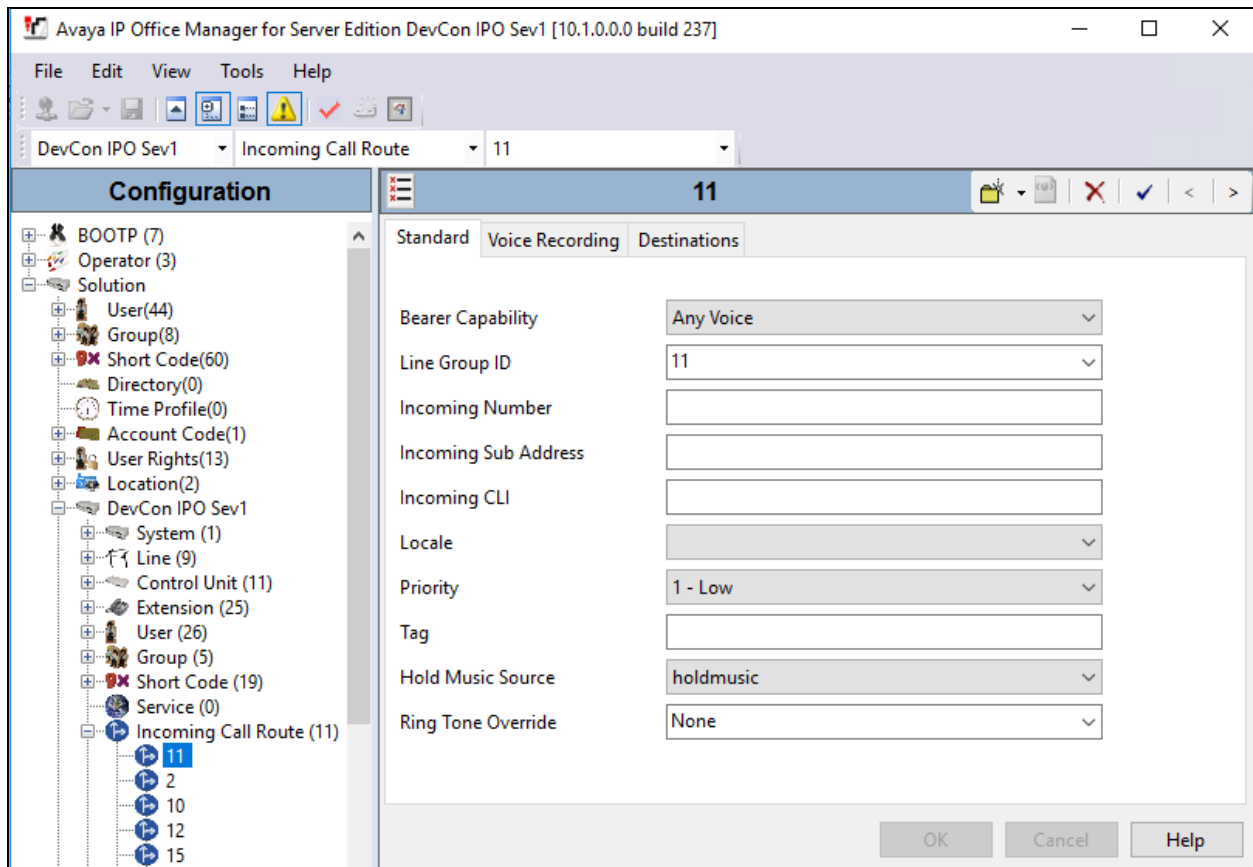 Avaya IP Office Manager for Server Edition DevCon IPO Sev1 [10.1.0.0.0 build 237]
File Edit View Tools Help
DevCon IPO Sev1 Incoming Call Route 11
Configuration
BOOTP (7)
Operator (3)
Solution
User(44)
Group(8)
Short Code(60)
Directory(0)
Time Profile(0)
Account Code(1)
User Rights(13)
Location(2)
DevCon IPO Sev1
System (1)
Line (9)
Control Unit (11)
Extension (25)
User (26)
Group (5)
Short Code (19)
Service (0)
Incoming Call Route (11)
11
2
10
12
15
11
Standard Voice Recording Destinations
Bearer Capability Any Voice
Line Group ID 11
Incoming Number
Incoming Sub Address
Incoming CLI
Locale
Priority 1 - Low
Tag
Hold Music Source holdmusic
Ring Tone Override None
OK Cancel Help